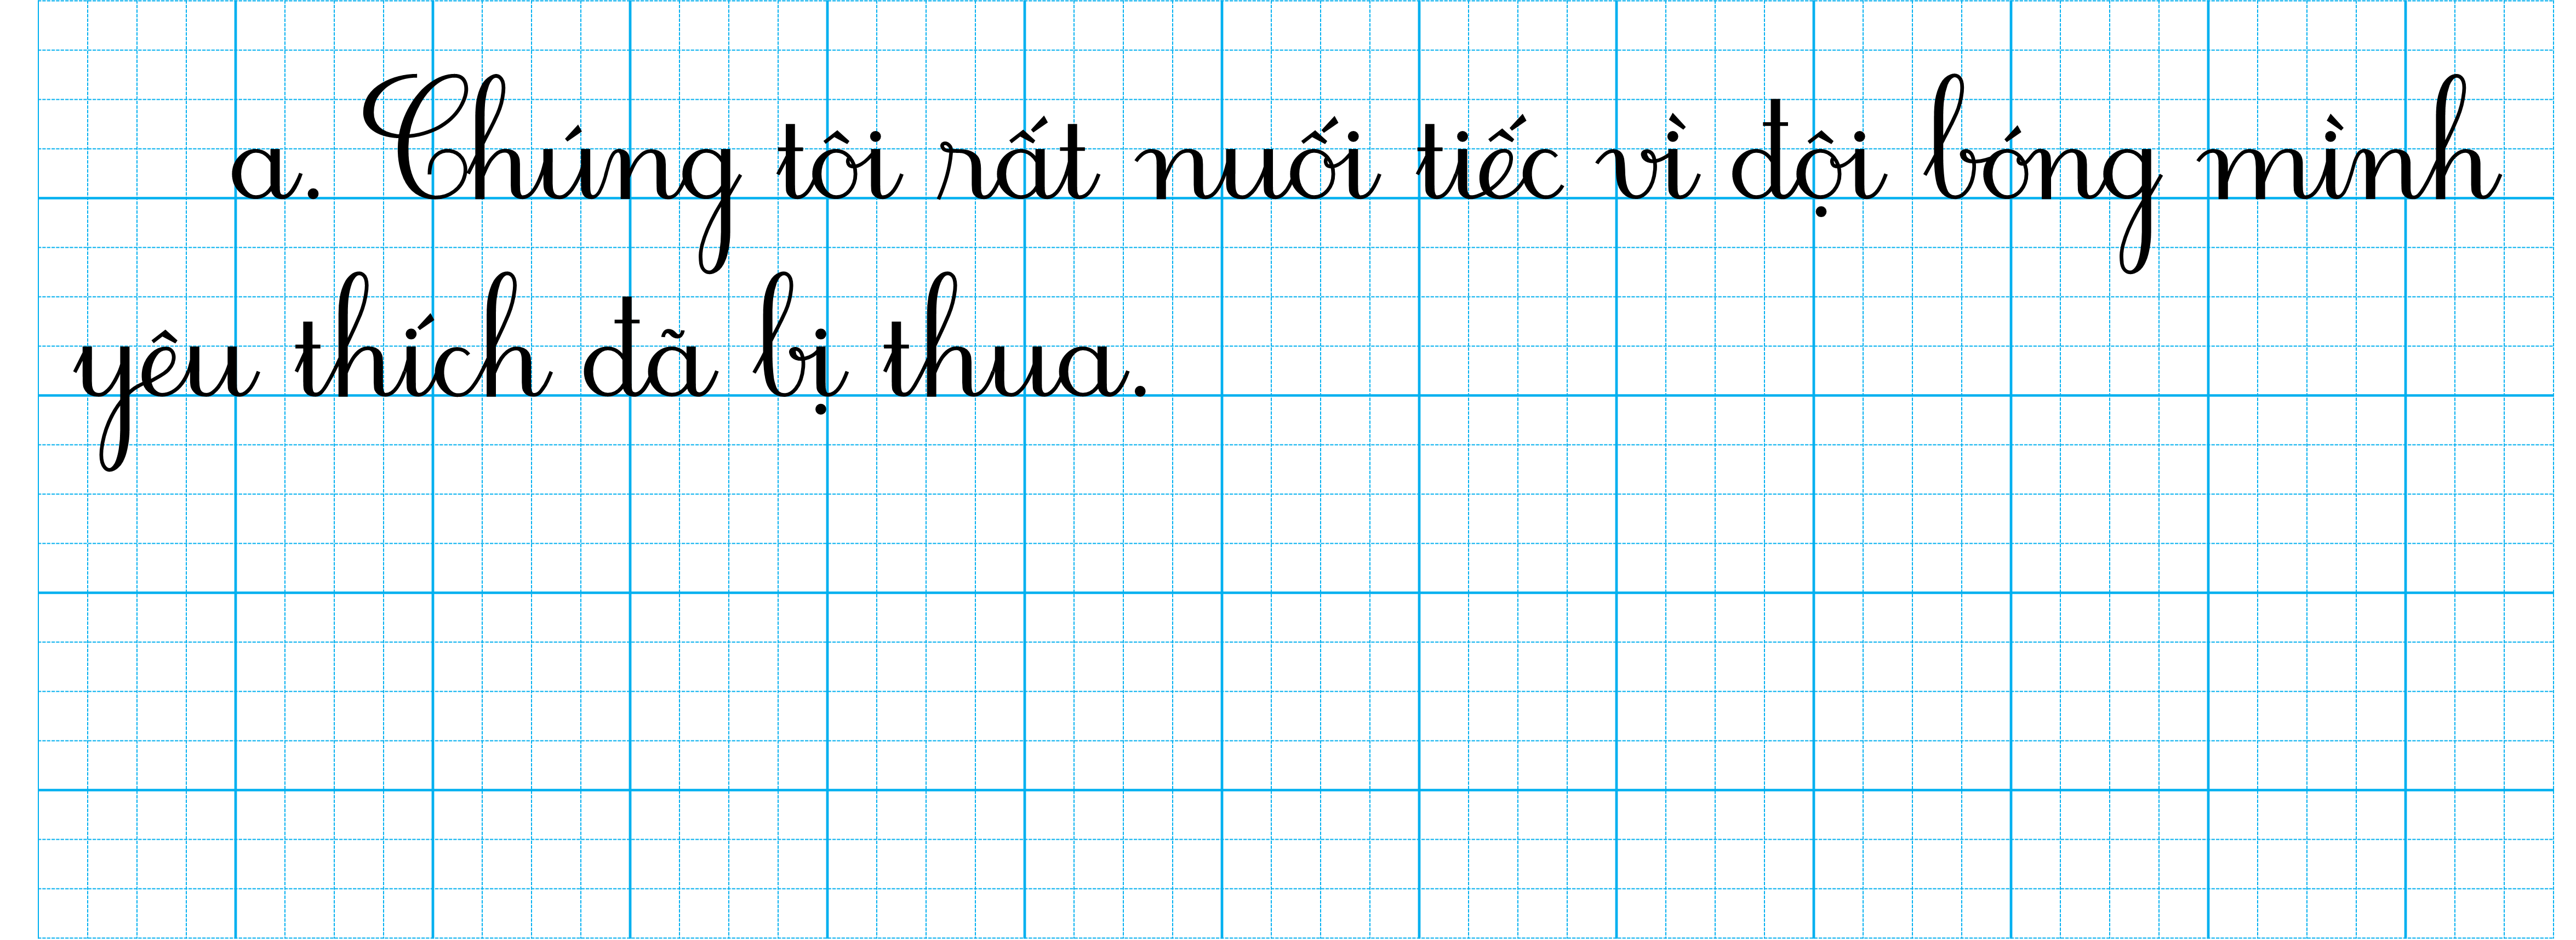 a. Chúng tôi rất nuối tiếc vì đội bóng mình
yêu thích đã bị thua.